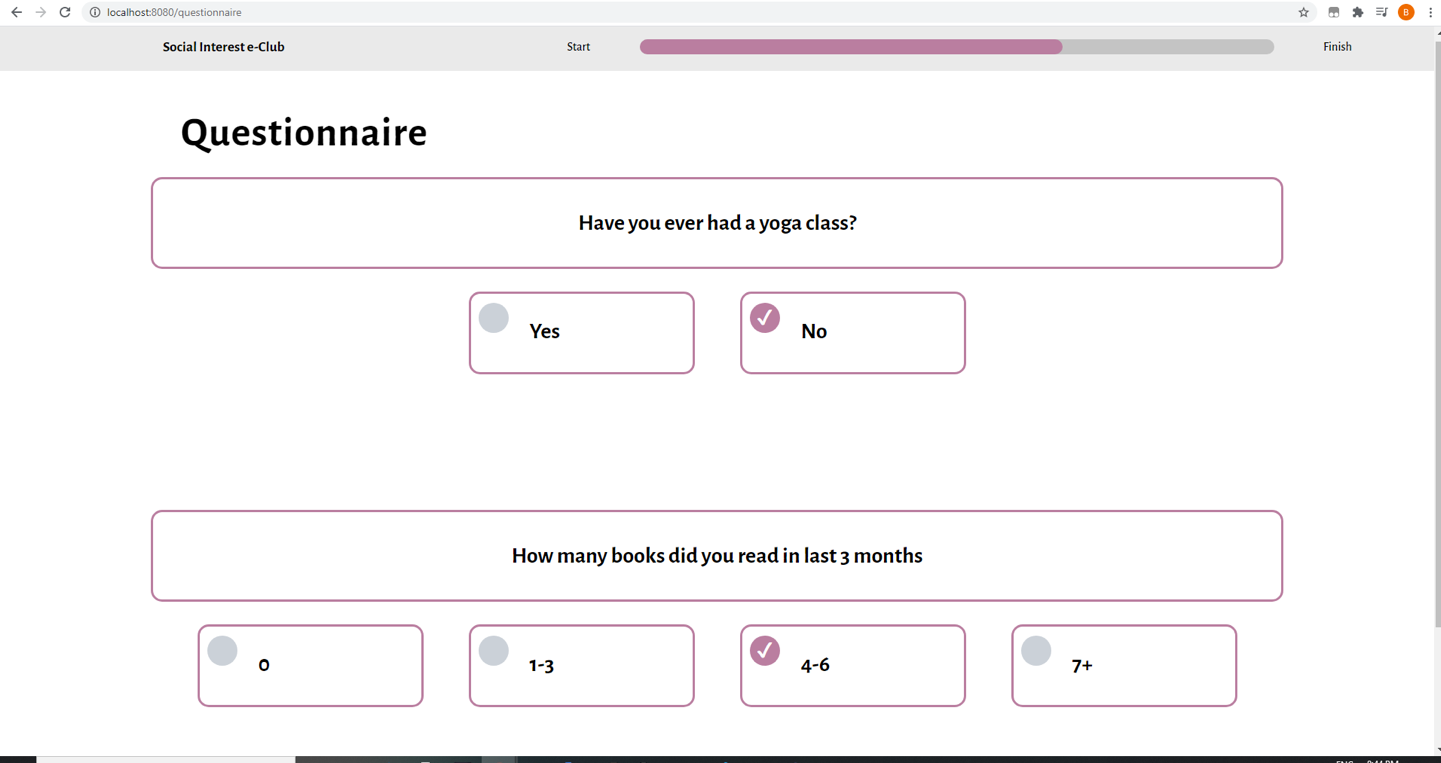 localhost:8080/questionnaire
B
Social Interest e-Club
Start
Finish
Questionnaire
Have you ever had a yoga class?
Yes
No
How many books did you read in last 3 months
0
1-3
4-6
7+